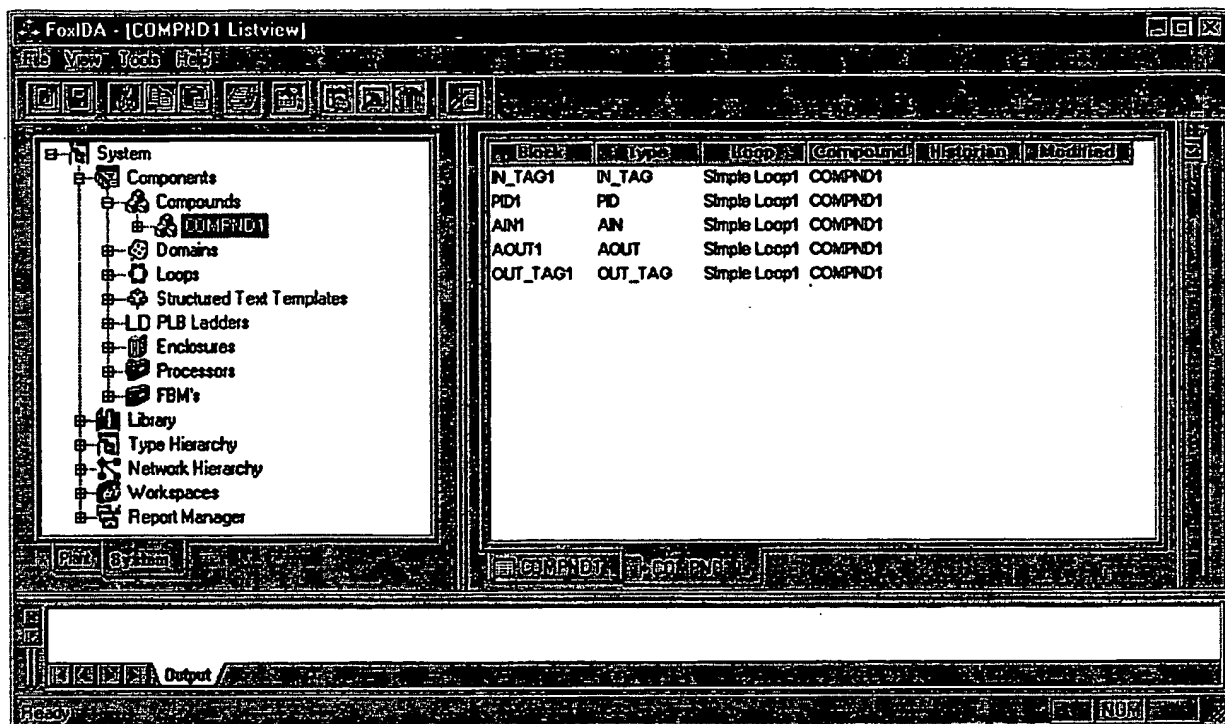 FoxIDA - [COMPND1 Listview]
File View Tools Help
System
Components
Compounds
COMPND1
Domains
Loops
Structured Text Templates
LD PLB Ladders
Enclosures
Processors
FBM's
Library
Type Hierarchy
Network Hierarchy
Workspaces
Report Manager
Plant System
Block Type Loop Compound Historian Modified
IN_TAG1 IN_TAG Simple Loop1 COMPND1
PID1 PID Simple Loop1 COMPND1
AIN1 AIN Simple Loop1 COMPND1
AOUT1 AOUT Simple Loop1 COMPND1
OUT_TAG1 OUT_TAG Simple Loop1 COMPND1
COMPND1
Output
Ready
NUM